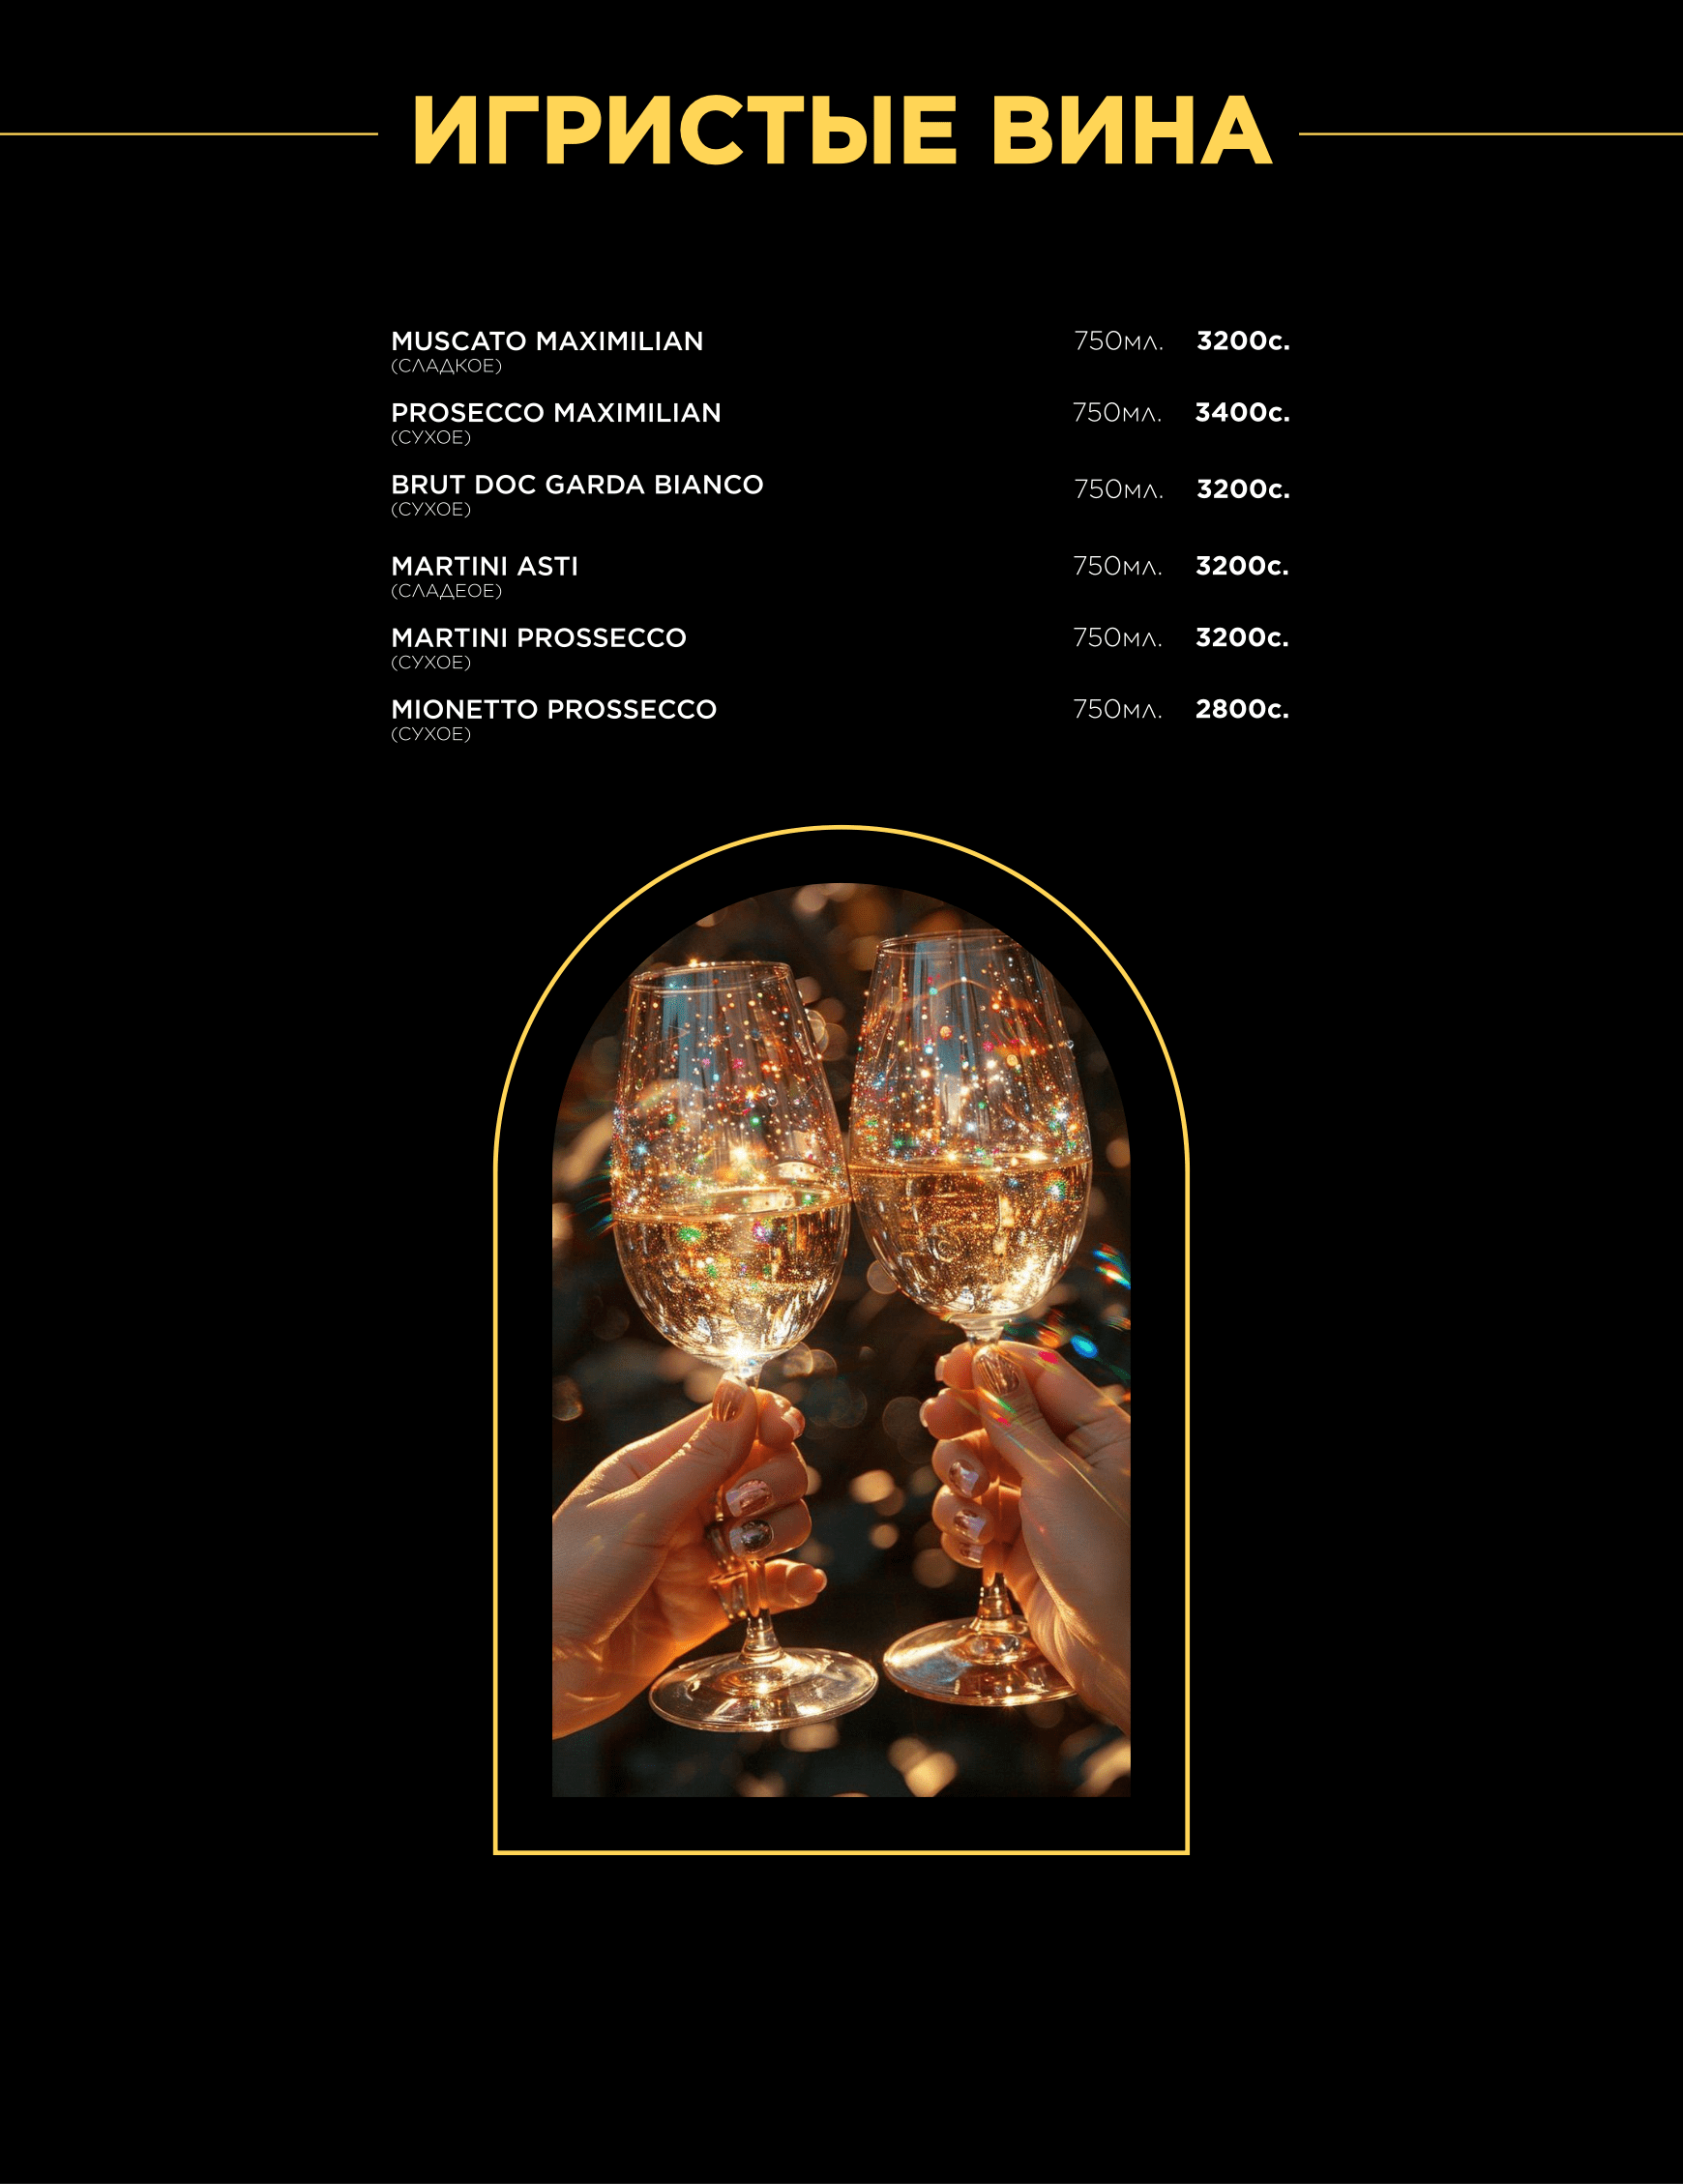 ИГРИСТЫЕ ВИНА
MUSCATO MAXIMILIAN 750мл. 3200с.
(СЛАДКОЕ)
PROSECCO MAXIMILIAN 750мл. 3400с.
(СУХОЕ)
BRUT DOC GARDA BIANCO 750мл. 3200с.
(СУХОЕ)
MARTINI ASTI 750мл. 3200с.
(СЛАДЕОЕ)
MARTINI PROSSECCO 750мл. 3200с.
(СУХОЕ)
MIONETTO PROSSECCO 750мл. 2800с.
(СУХОЕ)